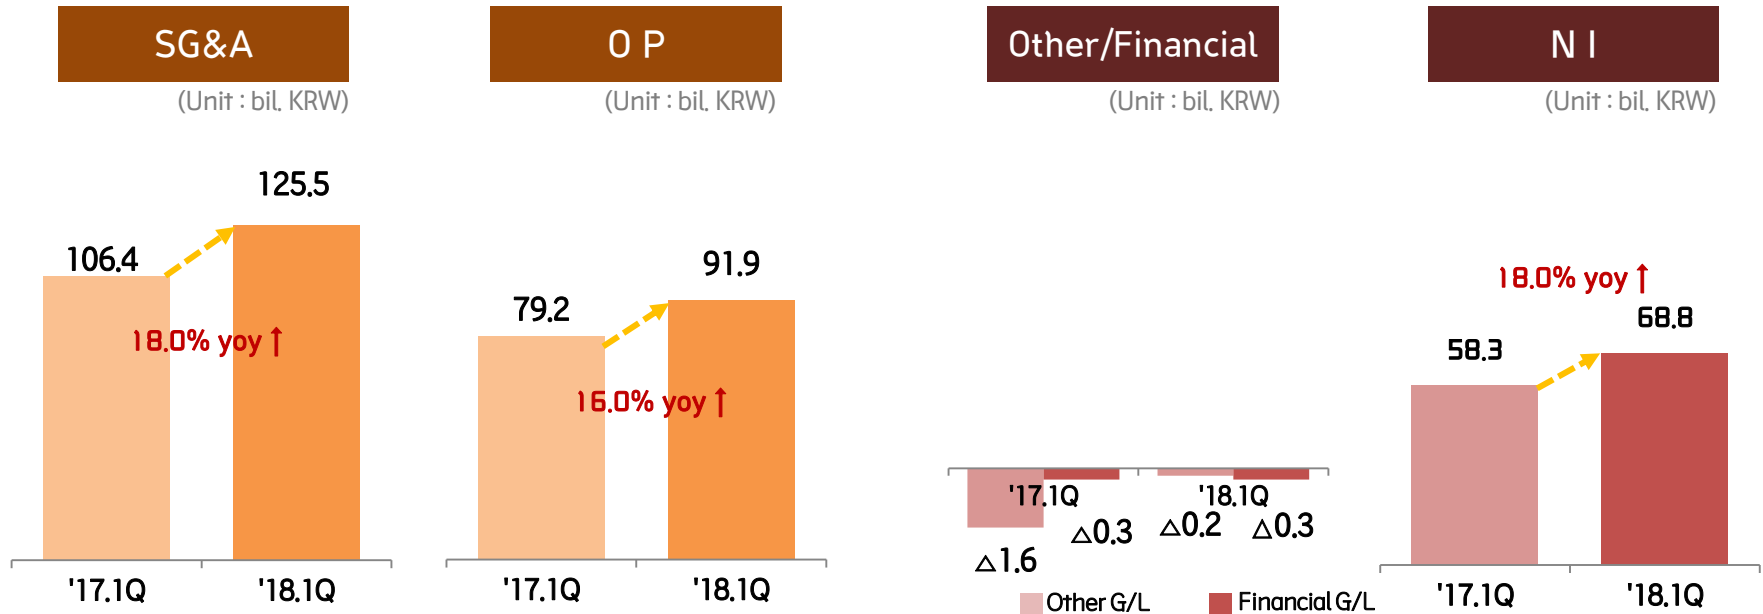 SG&A
(Unit : bil. KRW)
125.5
106.4
18.0% yoy ↑
'17.1Q
'18.1Q
O P
(Unit : bil. KRW)
91.9
79.2
16.0% yoy ↑
'17.1Q
'18.1Q
Other/Financial
(Unit : bil. KRW)
'17.1Q
'18.1Q
△1.6
△0.3
△0.2
△0.3
Other G/L
Financial G/L
N I
(Unit : bil. KRW)
18.0% yoy ↑
68.8
58.3
'17.1Q
'18.1Q